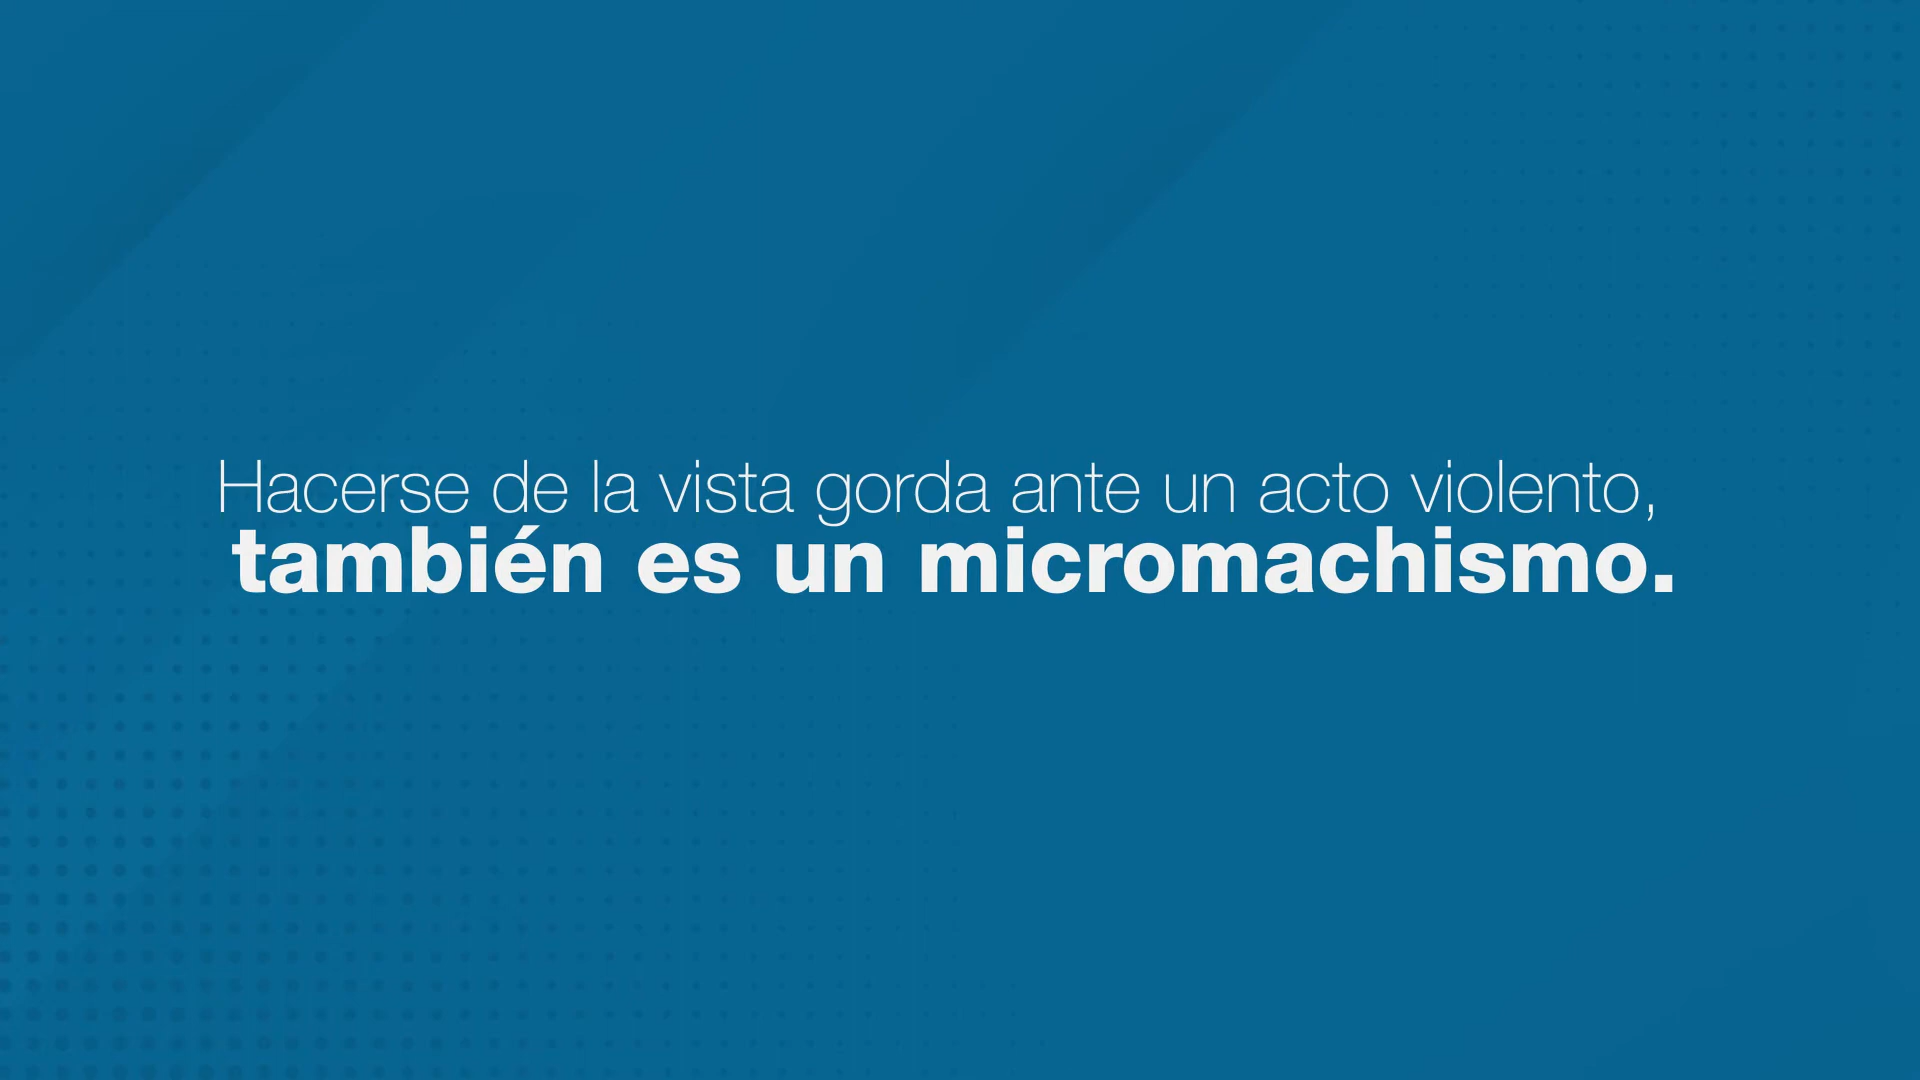 Hacerse de la vista gorda ante un acto violento,
también es un micromachismo.